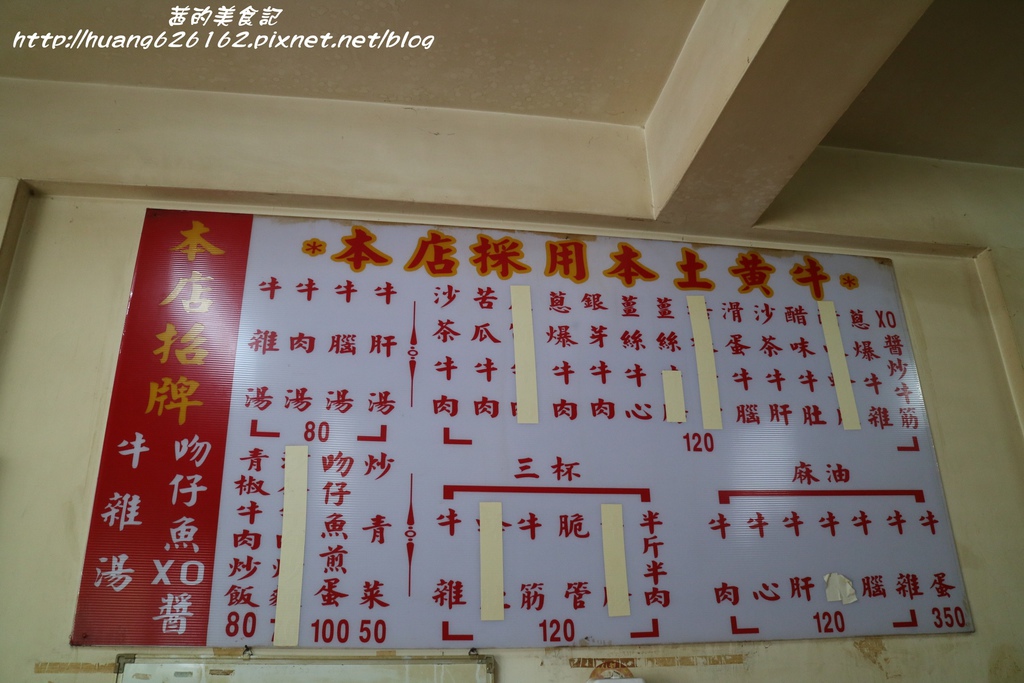 茜的美食記
http://huang626162.pixnet.net/blog
本店招牌
吻仔魚XO醬
牛雜湯
*本店採用本土黃牛*
牛雜湯
牛肉湯
牛腦湯
牛肝湯
80
沙茶牛肉
苦瓜牛肉
蔥爆牛肉
銀芽牛肉
薑絲牛心
薑絲
滑蛋牛腦
沙茶牛肝
醋味牛肚
蔥爆牛雜
XO醬炒牛筋
120
青椒牛肉炒飯
80
吻仔魚煎蛋
100
炒青菜
50
三杯
牛雜
牛筋
脆管
半斤半肉
120
麻油
牛肉
牛心
牛肝
牛
牛腦
牛雜
120
牛蛋
350